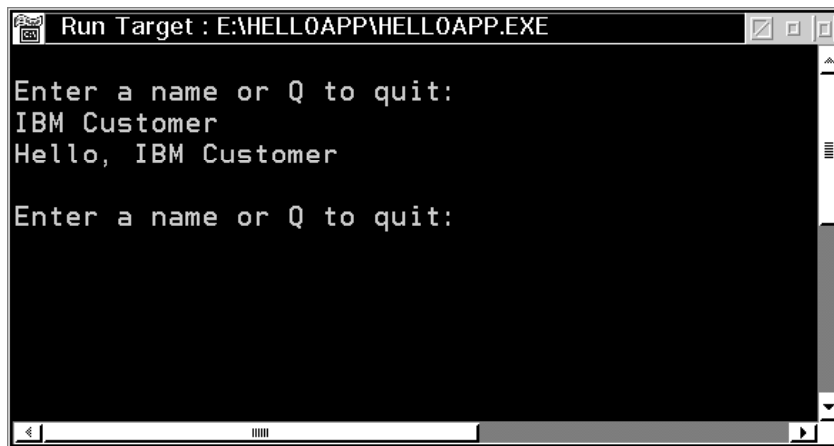 Run Target : E:\HELLOAPP\HELLOAPP.EXE
Enter a name or Q to quit:
IBM Customer
Hello, IBM Customer
Enter a name or Q to quit: